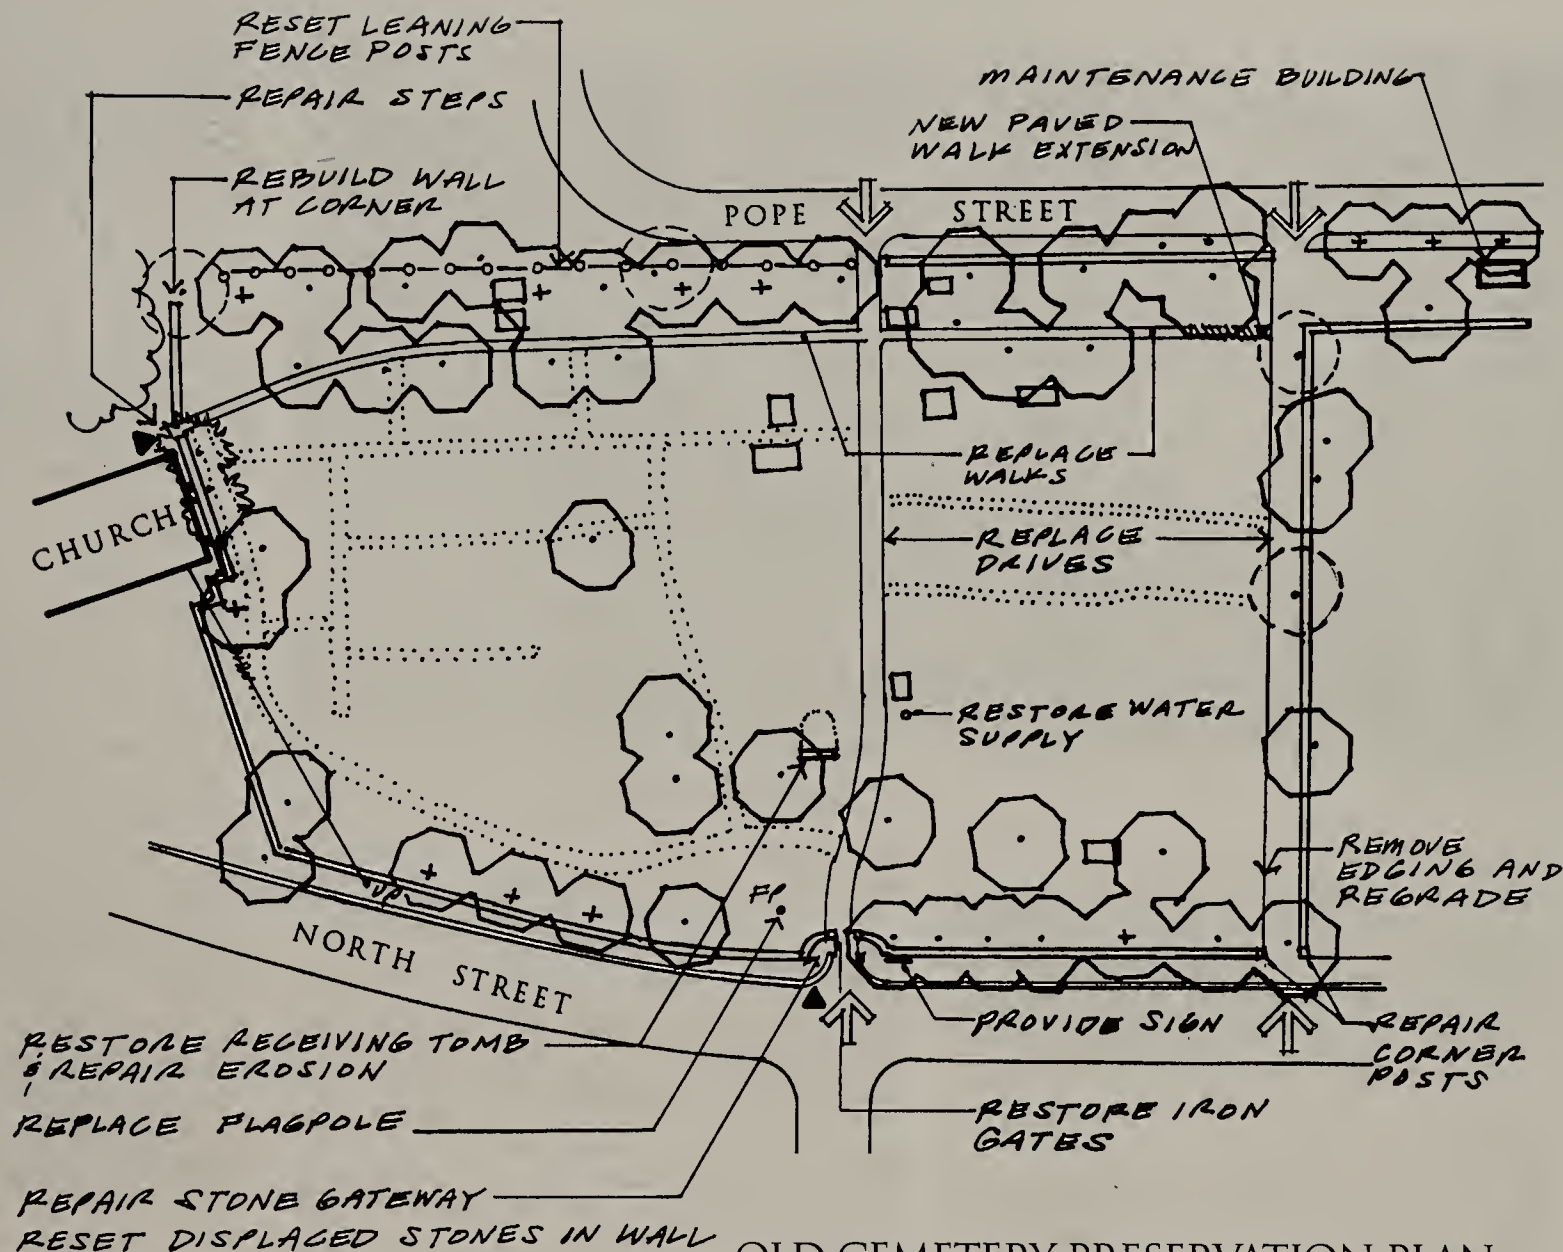 RESET LEANING
FENCE POSTS
REPAIR STEPS
MAINTENANCE BUILDING
NEW PAVED
WALK EXTENSION
REBUILD WALL
AT CORNER
POPE STREET
REPLACE
WALKS
CHURCH
REPLACE
DRIVES
RESTORE WATER
SUPPLY
REMOVE
EDGING AND
REGRADE
UP
FP
NORTH STREET
PROVIDE SIGN
REPAIR
CORNER
POSTS
RESTORE RECEIVING TOMB
& REPAIR EROSION
REPLACE FLAGPOLE
RESTORE IRON
GATES
REPAIR STONE GATEWAY
RESET DISPLACED STONES IN WALL
OLD CEMETERY PRESERVATION PLAN